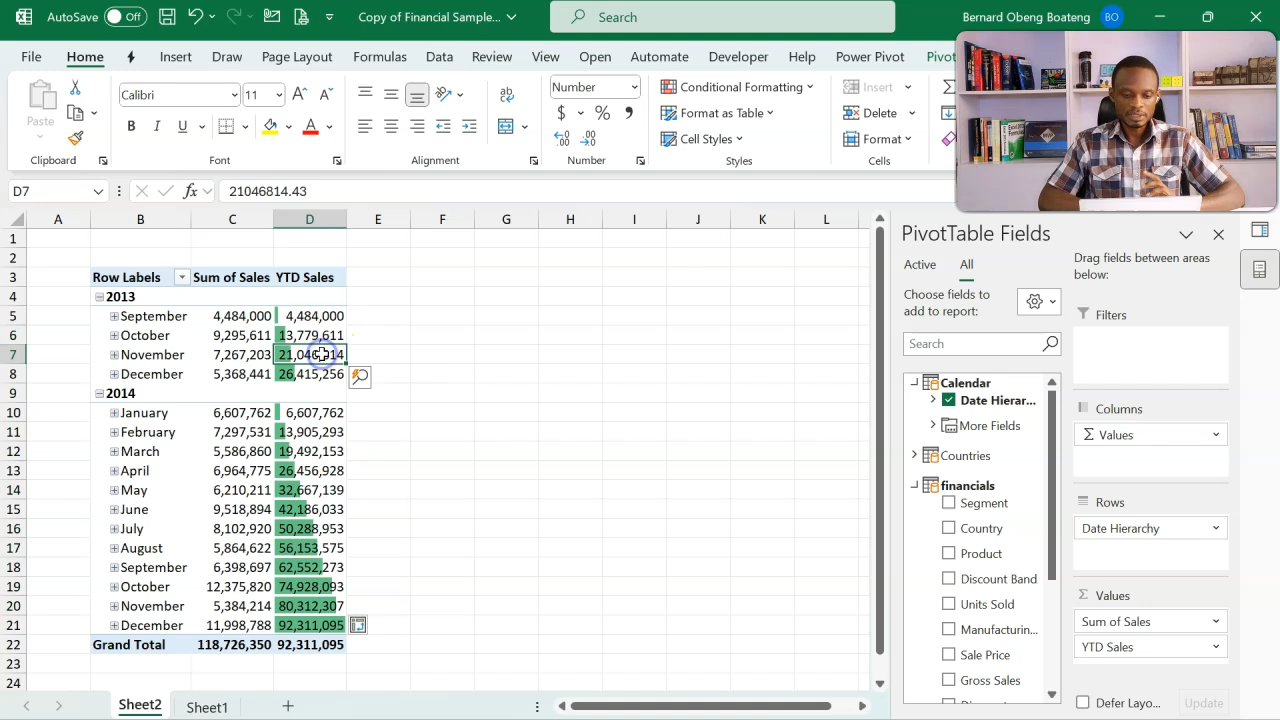 AutoSave Off Copy of Financial Sample... Search Bernard Obeng Boateng BO
File Home Insert Draw Page Layout Formulas Data Review View Open Automate Developer Help Power Pivot Pivot
Paste Calibri 11 Number Conditional Formatting Insert
B I U A $ % , Format as Table Delete
Cell Styles Format
Clipboard Font Alignment Number Styles Cells
D7 fx 21046814.43
A B C D E F G H I J K L
1
2
3 Row Labels Sum of Sales YTD Sales
4 2013
5 September 4,484,000 4,484,000
6 October 9,295,611 13,779,611
7 November 7,267,203 21,046,814
8 December 5,368,441 26,415,256
9 2014
10 January 6,607,762 6,607,762
11 February 7,297,531 13,905,293
12 March 5,586,860 19,492,153
13 April 6,964,775 26,456,928
14 May 6,210,211 32,667,139
15 June 9,518,894 42,186,033
16 July 8,102,920 50,288,953
17 August 5,864,622 56,153,575
18 September 6,398,697 62,552,273
19 October 12,375,820 74,928,093
20 November 5,384,214 80,312,307
21 December 11,998,788 92,311,095
22 Grand Total 118,726,350 92,311,095
23
24
Sheet2 Sheet1
PivotTable Fields
Active All
Choose fields to add to report:
Search
Calendar
Date Hierar...
More Fields
Countries
financials
Segment
Country
Product
Discount Band
Units Sold
Manufacturin...
Sale Price
Gross Sales
Drag fields between areas below:
Filters
Columns
Σ Values
Rows
Date Hierarchy
Σ Values
Sum of Sales
YTD Sales
Defer Layo... Update